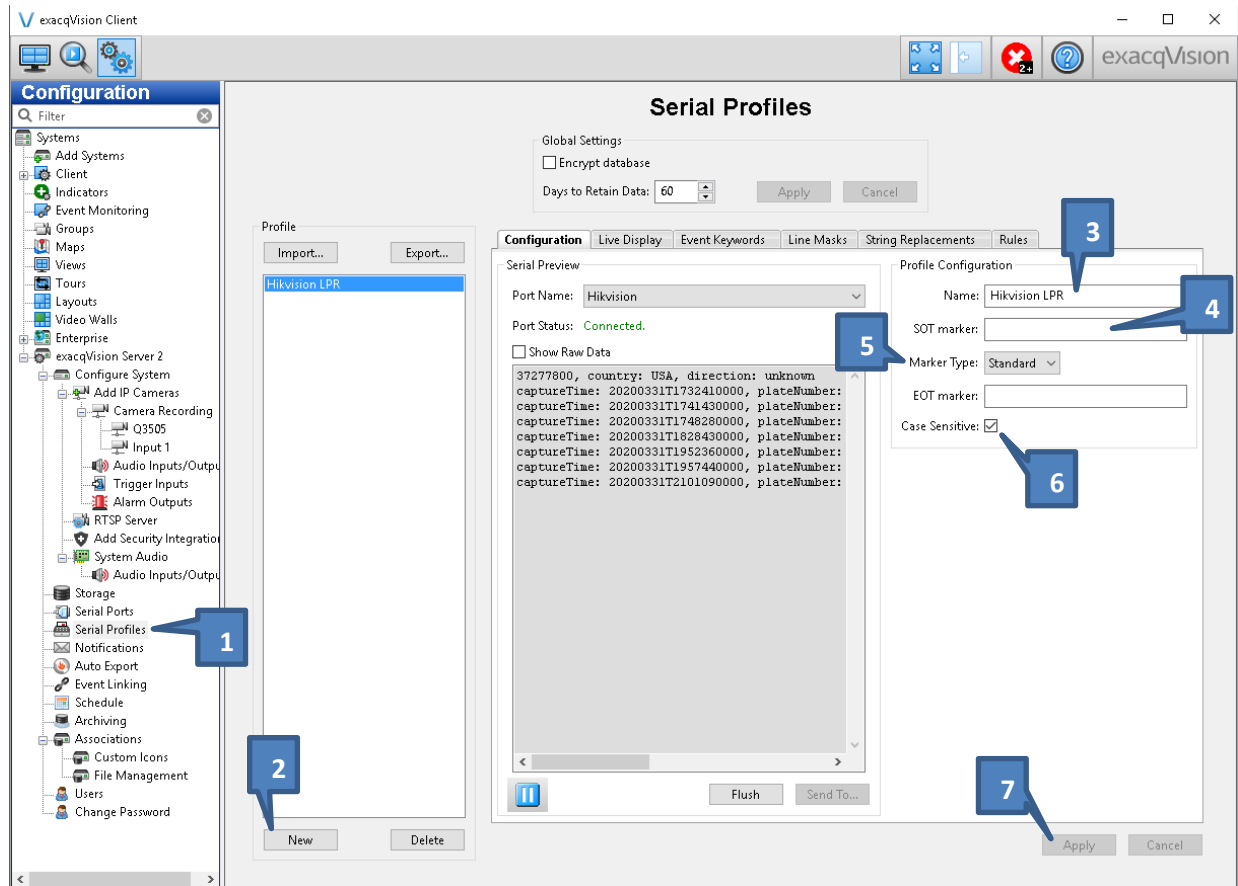 exacqVision Client
2+
exacqVision
Configuration
Filter
Systems
Add Systems
Client
Indicators
Event Monitoring
Groups
Maps
Views
Tours
Layouts
Video Walls
Enterprise
exacqVision Server 2
Configure System
Add IP Cameras
Camera Recording
Q3505
Input 1
Audio Inputs/Outpu
Trigger Inputs
Alarm Outputs
RTSP Server
Add Security Integration
System Audio
Audio Inputs/Outpu
Storage
Serial Ports
Serial Profiles
Notifications
Auto Export
Event Linking
Schedule
Archiving
Associations
Custom Icons
File Management
Users
Change Password
1
Serial Profiles
Global Settings
Encrypt database
Days to Retain Data: 60 Apply Cancel
Profile
Import... Export...
Hikvision LPR
2
New Delete
Configuration Live Display Event Keywords Line Masks String Replacements Rules
Serial Preview
Port Name: Hikvision
Port Status: Connected.
Show Raw Data
37277800, country: USA, direction: unknown
captureTime: 20200331T1732410000, plateNumber:
captureTime: 20200331T1741430000, plateNumber:
captureTime: 20200331T1748280000, plateNumber:
captureTime: 20200331T1828430000, plateNumber:
captureTime: 20200331T1952360000, plateNumber:
captureTime: 20200331T1957440000, plateNumber:
captureTime: 20200331T2101090000, plateNumber:
Flush Send To...
Profile Configuration
3
Name: Hikvision LPR
4
SOT marker:
5
Marker Type: Standard
EOT marker:
Case Sensitive:
6
7
Apply Cancel